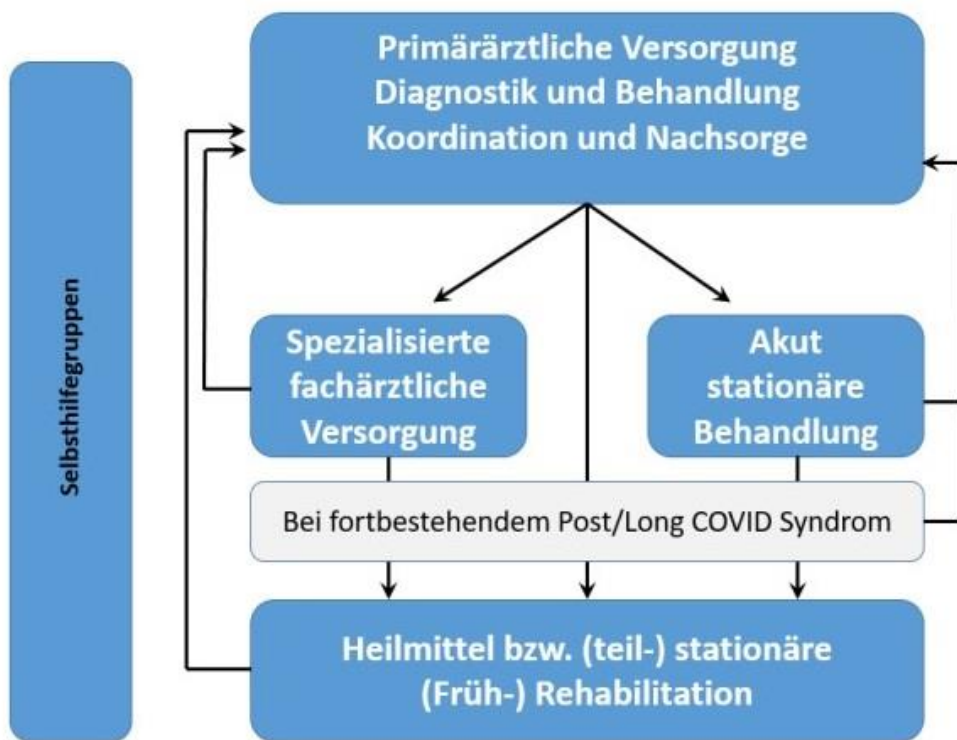 Primärärztliche Versorgung
Diagnostik und Behandlung
Koordination und Nachsorge
Selbsthilfegruppen
Spezialisierte
fachärztliche
Versorgung
Akut
stationäre
Behandlung
Bei fortbestehendem Post/Long COVID Syndrom
Heilmittel bzw. (teil-) stationäre
(Früh-) Rehabilitation